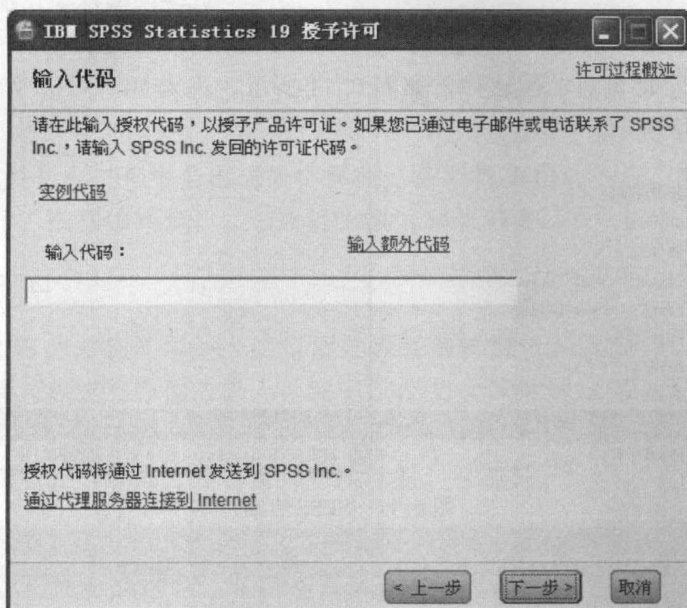 IBM SPSS Statistics 19 授予许可
输入代码
许可过程概述
请在此输入授权代码,以授予产品许可证。如果您已通过电子邮件或电话联系了 SPSS
Inc.,请输入 SPSS Inc. 发回的许可证代码。
实例代码
输入代码:
输入额外代码
授权代码将通过 Internet 发送到 SPSS Inc.。
通过代理服务器连接到 Internet
< 上一步
下一步 >
取消